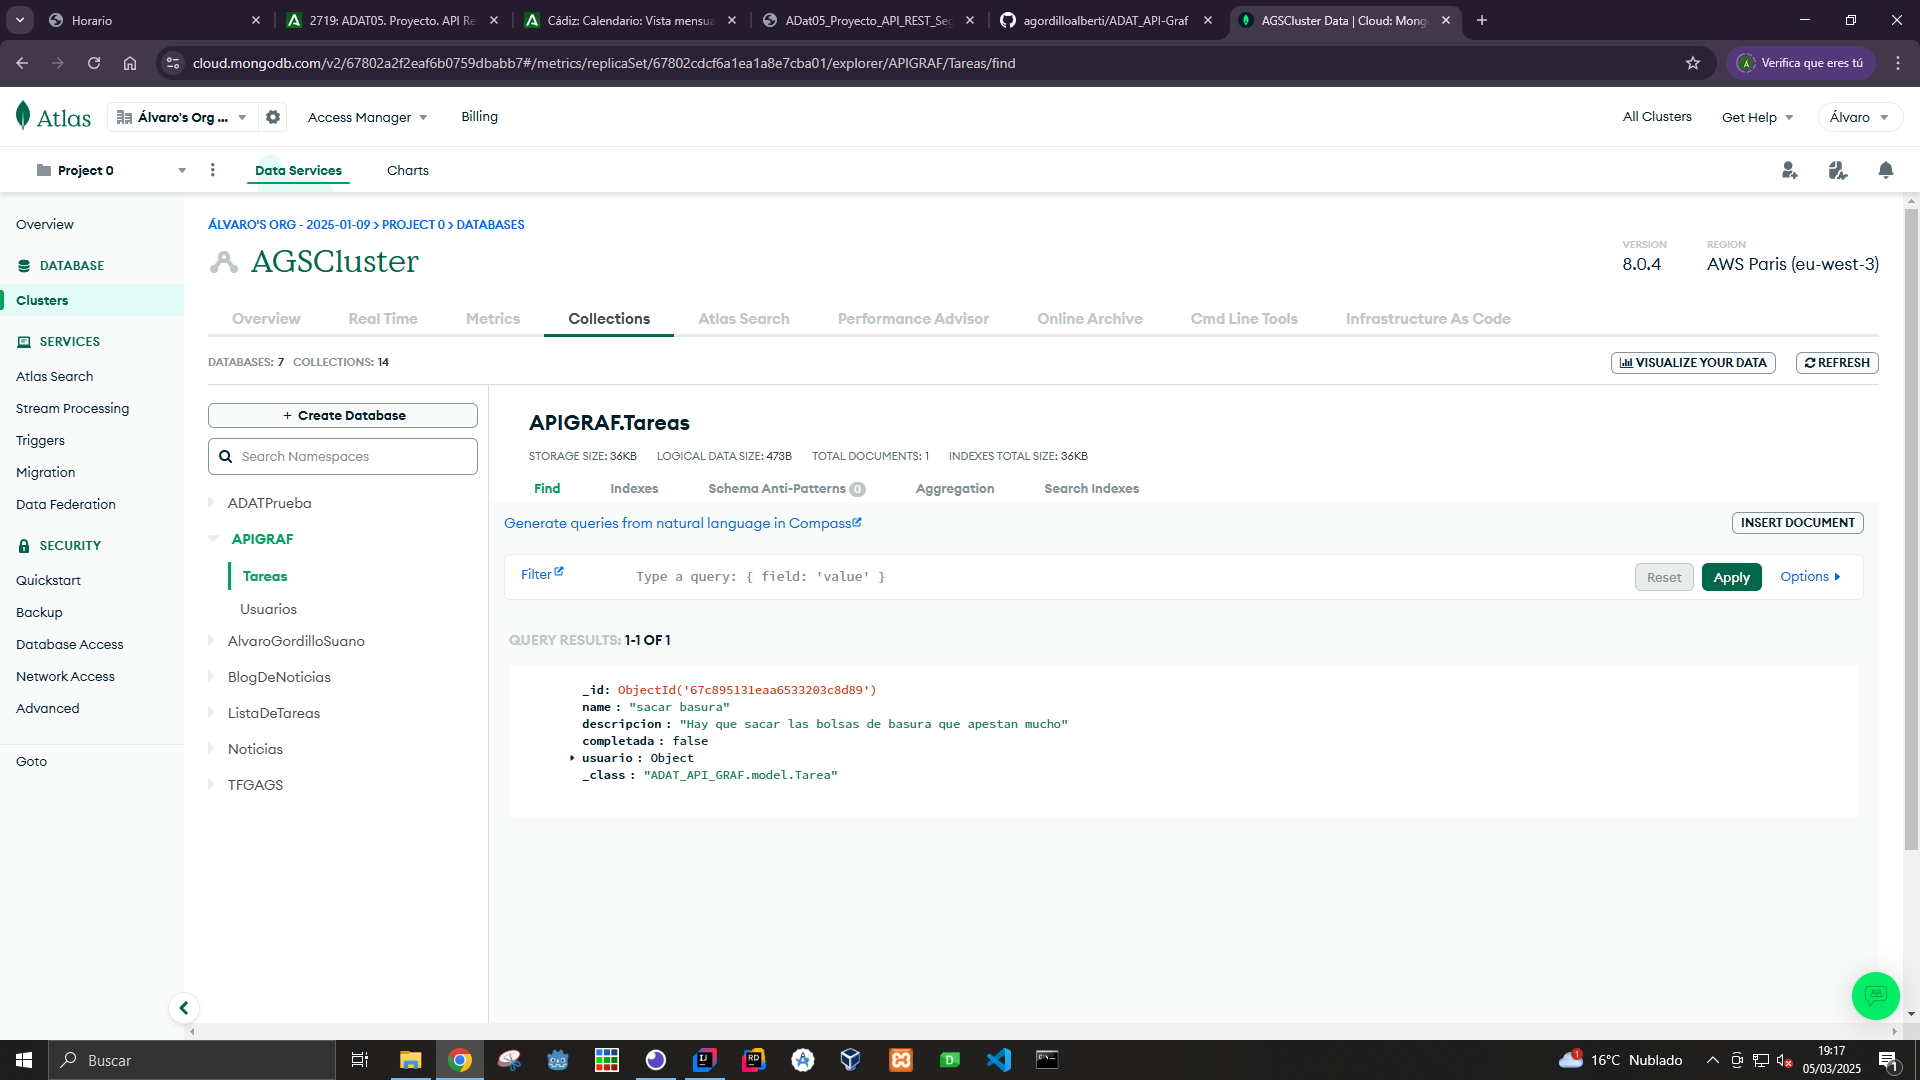 Horario
2719: ADAT05. Proyecto. API Re
Cádiz: Calendario: Vista mensua
ADat05_Proyecto_API_REST_Seg
agordilloalberti/ADAT_API-Graf
AGSCluster Data | Cloud: Mong
cloud.mongodb.com/v2/67802a2f2eaf6b0759dbabb7#/metrics/replicaSet/67802cdcf6a1ea1a8e7cba01/explorer/APIGRAF/Tareas/find
Verifica que eres tú
Atlas
Álvaro's Org ...
Access Manager
Billing
All Clusters
Get Help
Álvaro
Project 0
Data Services
Charts
Overview
DATABASE
Clusters
SERVICES
Atlas Search
Stream Processing
Triggers
Migration
Data Federation
SECURITY
Quickstart
Backup
Database Access
Network Access
Advanced
Goto
ÁLVARO'S ORG - 2025-01-09 > PROJECT 0 > DATABASES
AGSCluster
VERSION
8.0.4
REGION
AWS Paris (eu-west-3)
Overview
Real Time
Metrics
Collections
Atlas Search
Performance Advisor
Online Archive
Cmd Line Tools
Infrastructure As Code
DATABASES: 7 COLLECTIONS: 14
VISUALIZE YOUR DATA
REFRESH
+ Create Database
Search Namespaces
ADATPrueba
APIGRAF
Tareas
Usuarios
AlvaroGordilloSuano
BlogDeNoticias
ListaDeTareas
Noticias
TFGAGS
APIGRAF.Tareas
STORAGE SIZE: 36KB LOGICAL DATA SIZE: 473B TOTAL DOCUMENTS: 1 INDEXES TOTAL SIZE: 36KB
Find
Indexes
Schema Anti-Patterns 0
Aggregation
Search Indexes
Generate queries from natural language in Compass
INSERT DOCUMENT
Filter
Type a query: { field: 'value' }
Reset
Apply
Options
QUERY RESULTS: 1-1 OF 1
_id: ObjectId('67c895131eaa6533203c8d89')
name : "sacar basura"
descripcion : "Hay que sacar las bolsas de basura que apestan mucho"
completada : false
usuario : Object
_class : "ADAT_API_GRAF.model.Tarea"
Buscar
16°C Nublado
19:17
05/03/2025